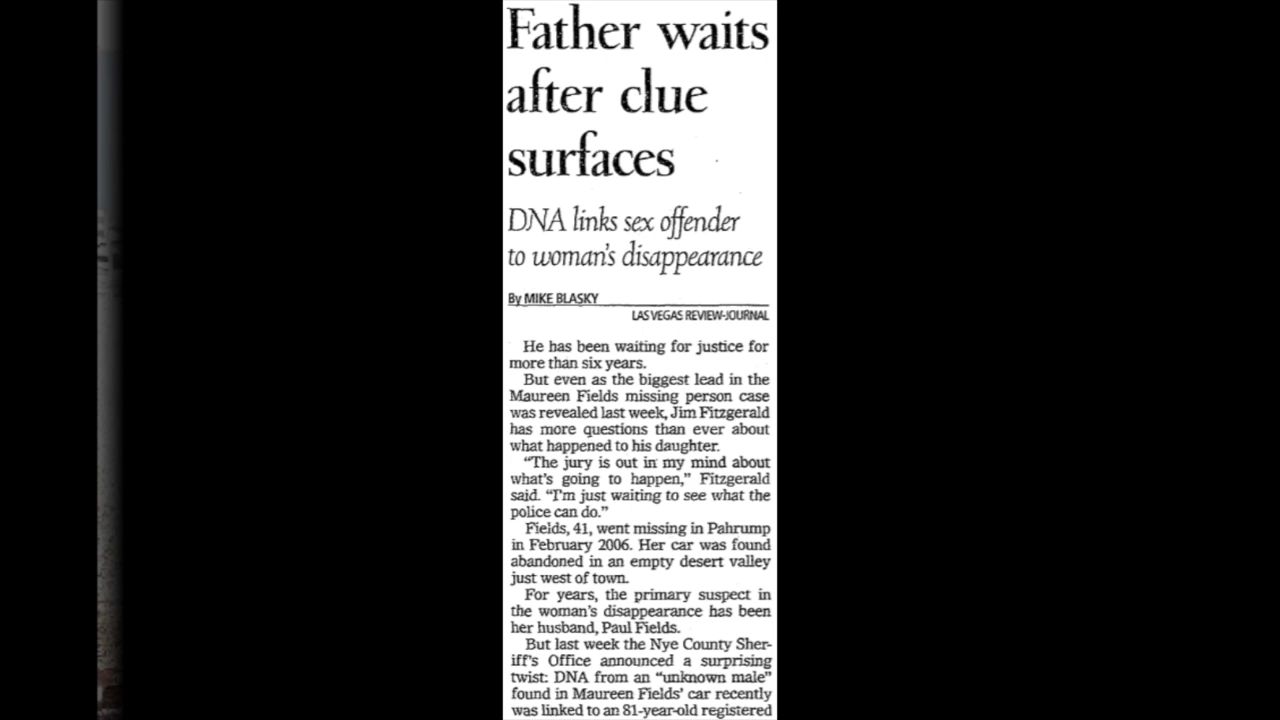 Father waits
after clue
surfaces
DNA links sex offender
to woman's disappearance
By MIKE BLASKY
LAS VEGAS REVIEW-JOURNAL
He has been waiting for justice for
more than six years.
But even as the biggest lead in the
Maureen Fields missing person case
was revealed last week, Jim Fitzgerald
has more questions than ever about
what happened to his daughter.
“The jury is out in my mind about
what's going to happen,” Fitzgerald
said. “I'm just waiting to see what the
police can do.”
Fields, 41, went missing in Pahrump
in February 2006. Her car was found
abandoned in an empty desert valley
just west of town.
For years, the primary suspect in
the woman's disappearance has been
her husband, Paul Fields.
But last week the Nye County Sher-
iff's Office announced a surprising
twist: DNA from an “unknown male”
found in Maureen Fields' car recently
was linked to an 81-year-old registered